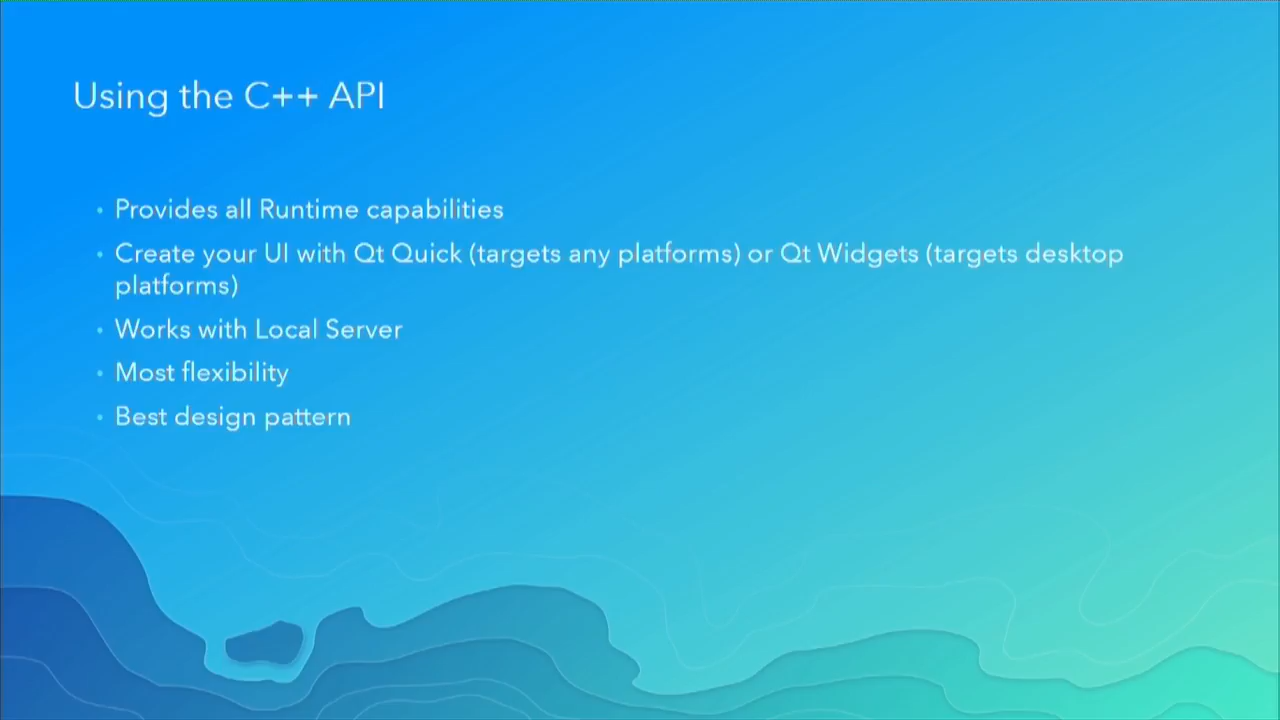 Using the C++ API
• Provides all Runtime capabilities
• Create your UI with Qt Quick (targets any platforms) or Qt Widgets (targets desktop
platforms)
• Works with Local Server
• Most flexibility
• Best design pattern